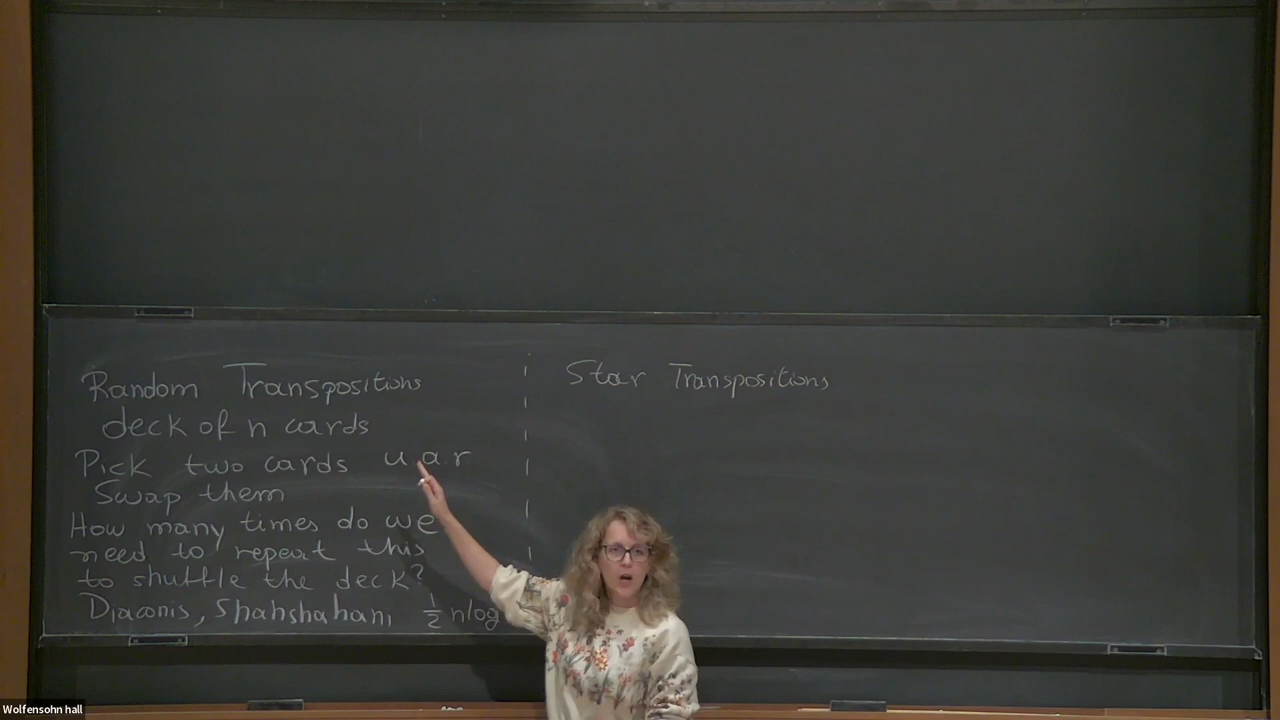 Random Transpositions
deck of n cards
Pick two cards u.a.r
Swap them
How many times do we
need to repeat this
to shuffle the deck?
Diaconis, Shahshahani ½ nlog
Star Transpositions
Wolfensohn hall